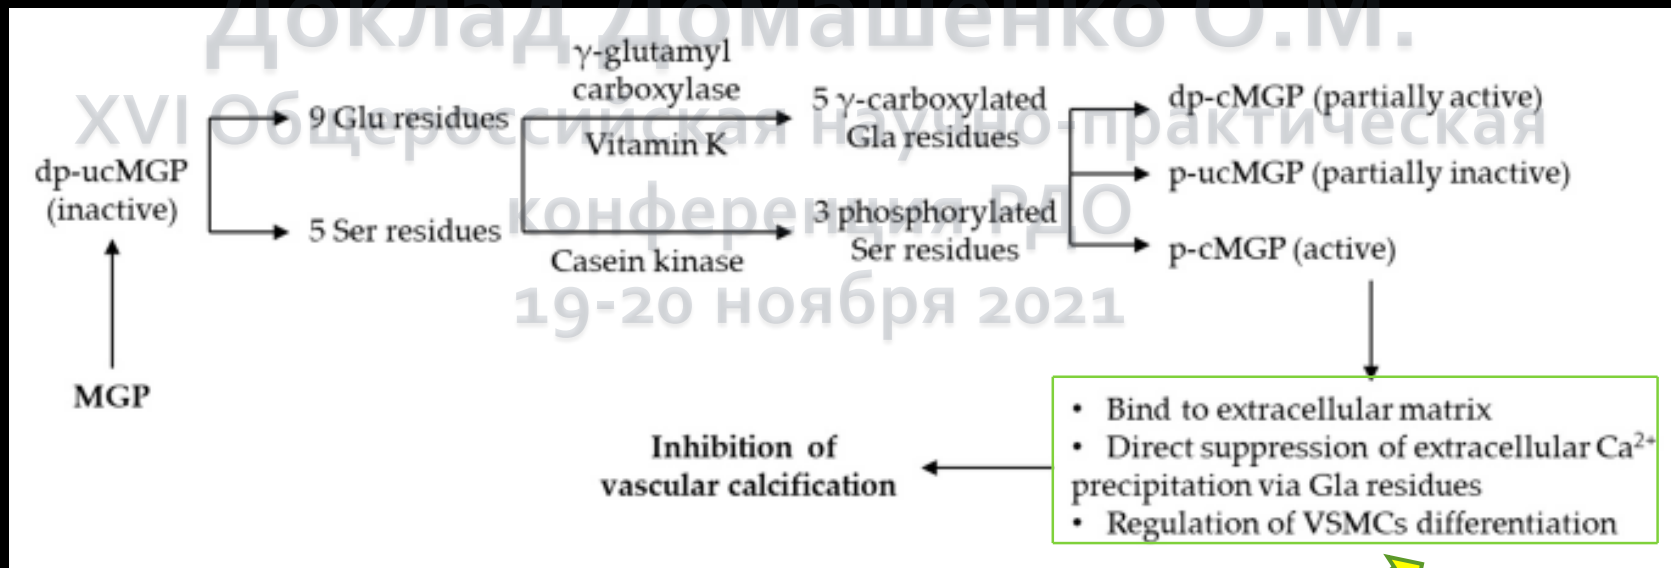 Доклад Домашенко О.М.
XVI Общероссийская научно-практическая
конференция РДО
19-20 ноября 2021
γ-glutamyl
carboxylase
Vitamin K
9 Glu residues
5 γ-carboxylated
Gla residues
dp-cMGP (partially active)
dp-ucMGP
(inactive)
p-ucMGP (partially inactive)
5 Ser residues
Casein kinase
3 phosphorylated
Ser residues
p-cMGP (active)
MGP
• Bind to extracellular matrix
• Direct suppression of extracellular Ca²⁺
precipitation via Gla residues
• Regulation of VSMCs differentiation
Inhibition of
vascular calcification